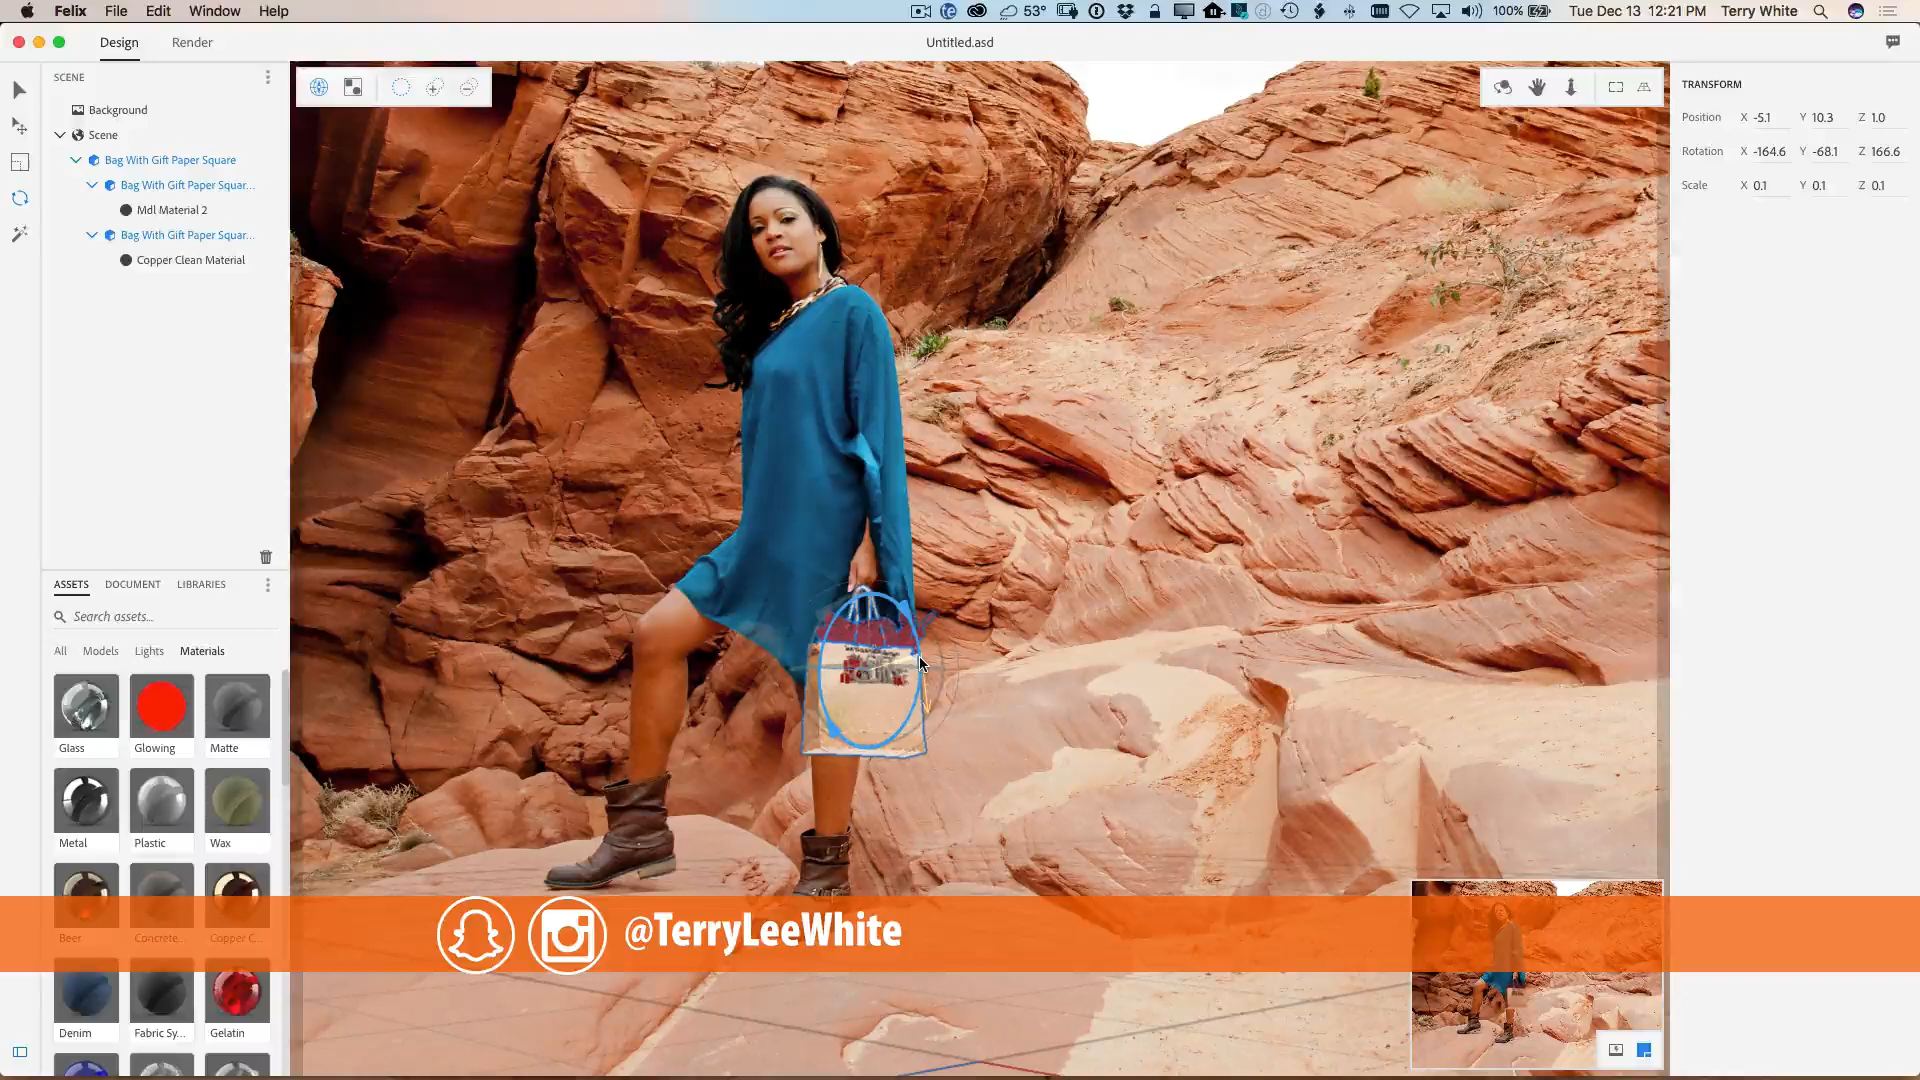 Felix File Edit Window Help 53° 100% Tue Dec 13 12:21 PM Terry White
Design Render Untitled.asd
SCENE
Background
Scene
Bag With Gift Paper Square
Bag With Gift Paper Squar...
Mdl Material 2
Bag With Gift Paper Squar...
Copper Clean Material
TRANSFORM
Position X -5.1 Y 10.3 Z 1.0
Rotation X -164.6 Y -68.1 Z 166.6
Scale X 0.1 Y 0.1 Z 0.1
ASSETS DOCUMENT LIBRARIES
Search assets...
All Models Lights Materials
Glass Glowing Matte
Metal Plastic Wax
Beer Concrete... Copper C...
Denim Fabric Sy... Gelatin
@TerryLeeWhite